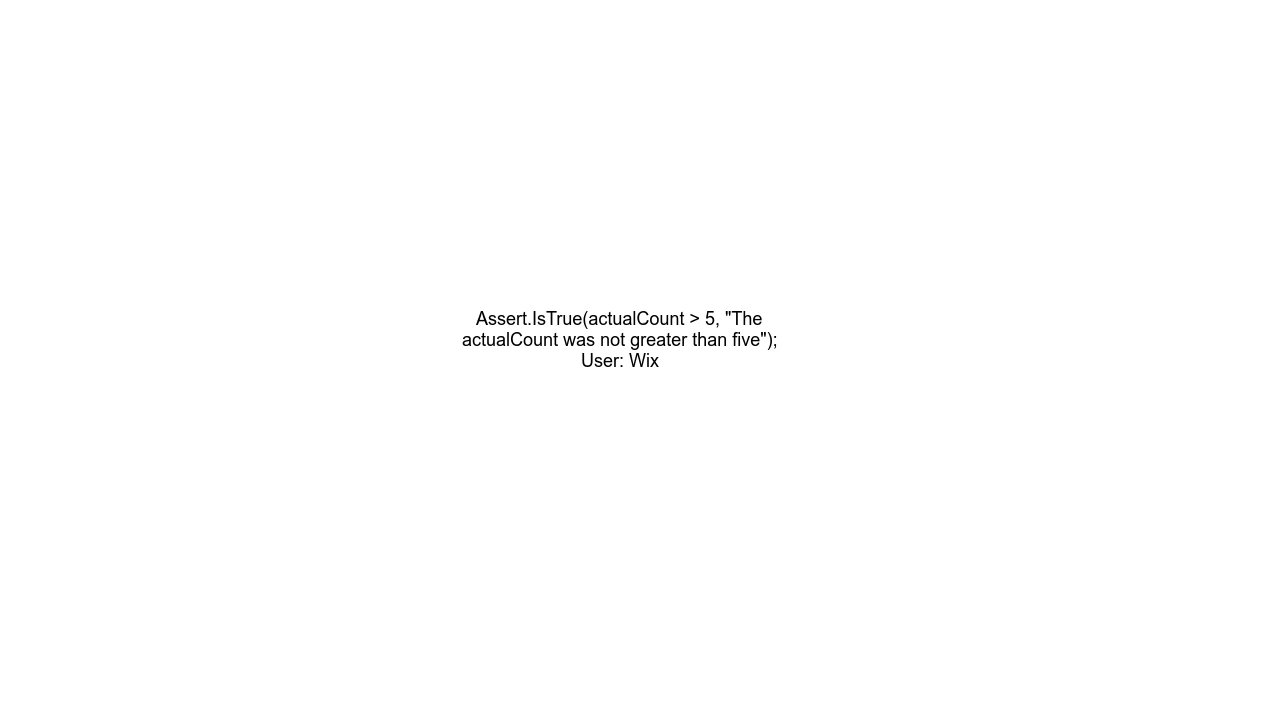 Assert.IsTrue(actualCount > 5, "The
actualCount was not greater than five");
User: Wix